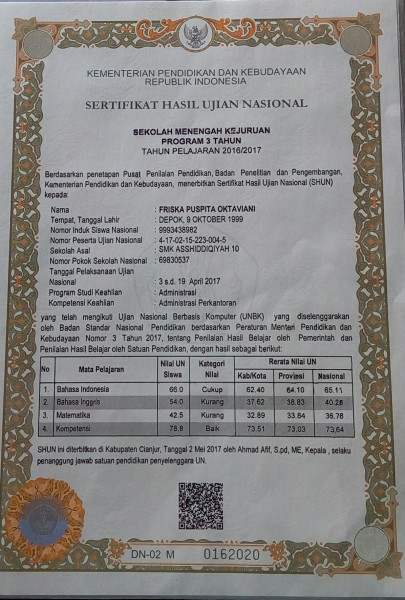 KEMENTERIAN PENDIDIKAN DAN KEBUDAYAAN
REPUBLIK INDONESIA
SERTIFIKAT HASIL UJIAN NASIONAL
SEKOLAH MENENGAH KEJURUAN
PROGRAM 3 TAHUN
TAHUN PELAJARAN 2016/2017
Berdasarkan penetapan Pusat Penilaian Pendidikan, Badan Penelitian dan Pengembangan,
Kementerian Pendidikan dan Kebudayaan, menerbitkan Sertifikat Hasil Ujian Nasional (SHUN)
kepada:
Nama : FRISKA PUSPITA OKTAVIANI
Tempat, Tanggal Lahir : DEPOK, 9 OKTOBER 1999
Nomor Induk Siswa Nasional : 9993438982
Nomor Peserta Ujian Nasional : 4-17-02-15-223-004-5
Sekolah Asal : SMK ASSHIDDIQIYAH 10
Nomor Pokok Sekolah Nasional : 69830537
Tanggal Pelaksanaan Ujian
Nasional : 3 s.d. 19 April 2017
Program Studi Keahlian : Administrasi
Kompetensi Keahlian : Administrasi Perkantoran
yang telah mengikuti Ujian Nasional Berbasis Komputer (UNBK) yang diselenggarakan
oleh Badan Standar Nasional Pendidikan berdasarkan Peraturan Menteri Pendidikan dan
Kebudayaan Nomor 3 Tahun 2017, tentang Penilaian Hasil Belajar oleh Pemerintah dan
Penilaian Hasil Belajar oleh Satuan Pendidikan, dengan hasil sebagai berikut:
No Mata Pelajaran Nilai UN Siswa Kategori Nilai Rerata Nilai UN
Kab/Kota Provinsi Nasional
1. Bahasa Indonesia 66.0 Cukup 62.40 64.10 65.11
2. Bahasa Inggris 54.0 Kurang 37.62 38.83 40.28
3. Matematika 42.5 Kurang 32.89 33.84 36.78
4. Kompetensi 78.8 Baik 73.51 73.03 73.64
SHUN ini diterbitkan di Kabupaten Cianjur, Tanggal 2 Mei 2017 oleh Ahmad Afif, S.pd, ME, Kepala, selaku
penanggung jawab satuan pendidikan penyelenggara UN.
DN-02 M 0162020